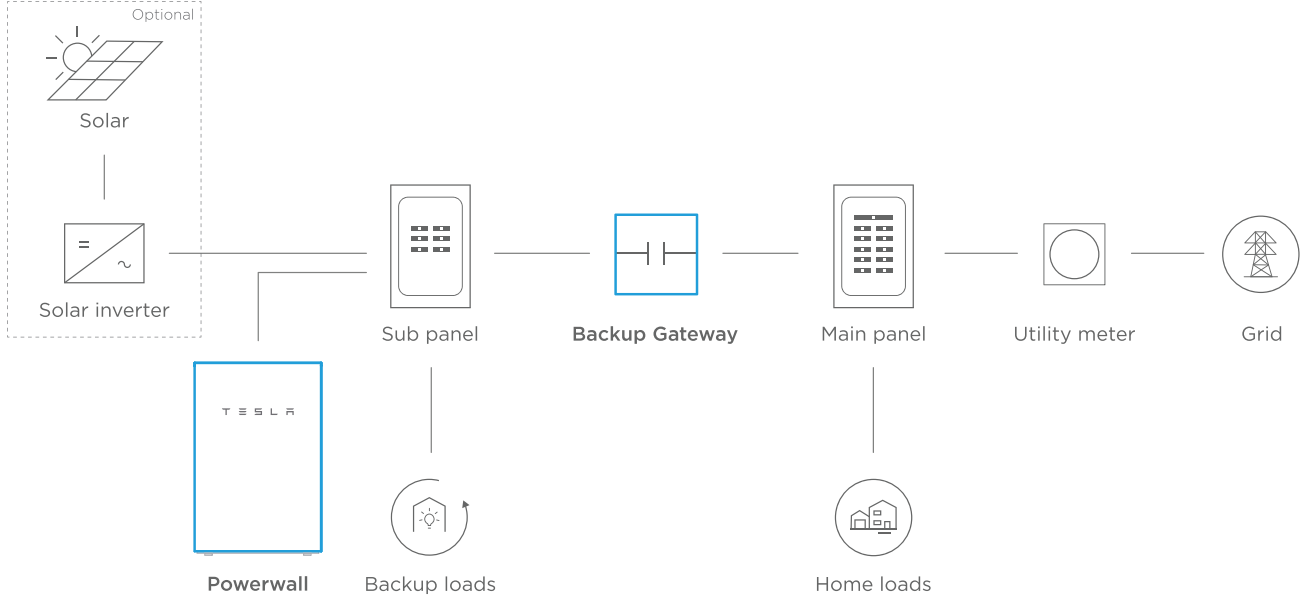 Optional
Solar
Solar inverter
Sub panel
Backup Gateway
Main panel
Utility meter
Grid
TESLA
Powerwall
Backup loads
Home loads